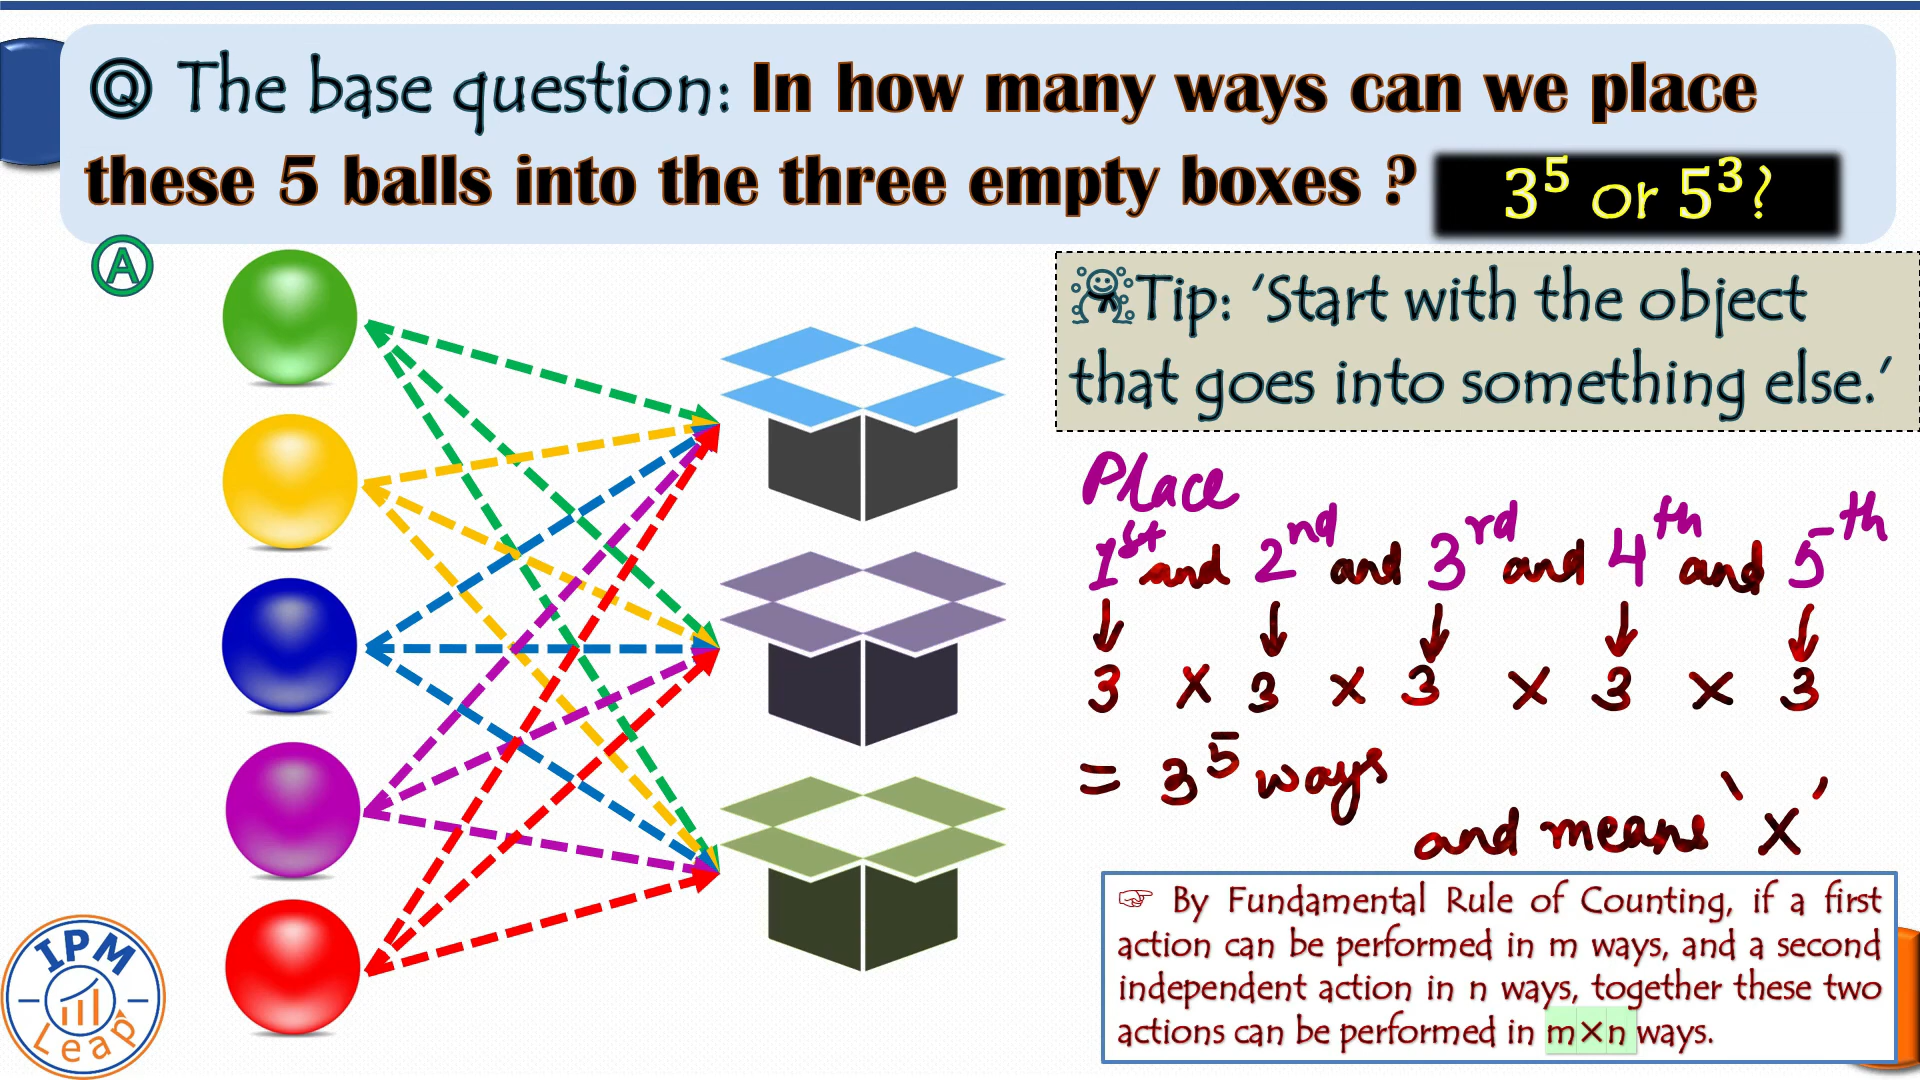 Q The base question: In how many ways can we place
these 5 balls into the three empty boxes ? 3⁵ or 5³?
A
Tip: ‘Start with the object
that goes into something else.’
Place
1st and 2nd and 3rd and 4th and 5th
3 × 3 × 3 × 3 × 3
= 3⁵ ways
and means ‘×’
☞ By Fundamental Rule of Counting, if a first
action can be performed in m ways, and a second
independent action in n ways, together these two
actions can be performed in m×n ways.
IPM
Leap